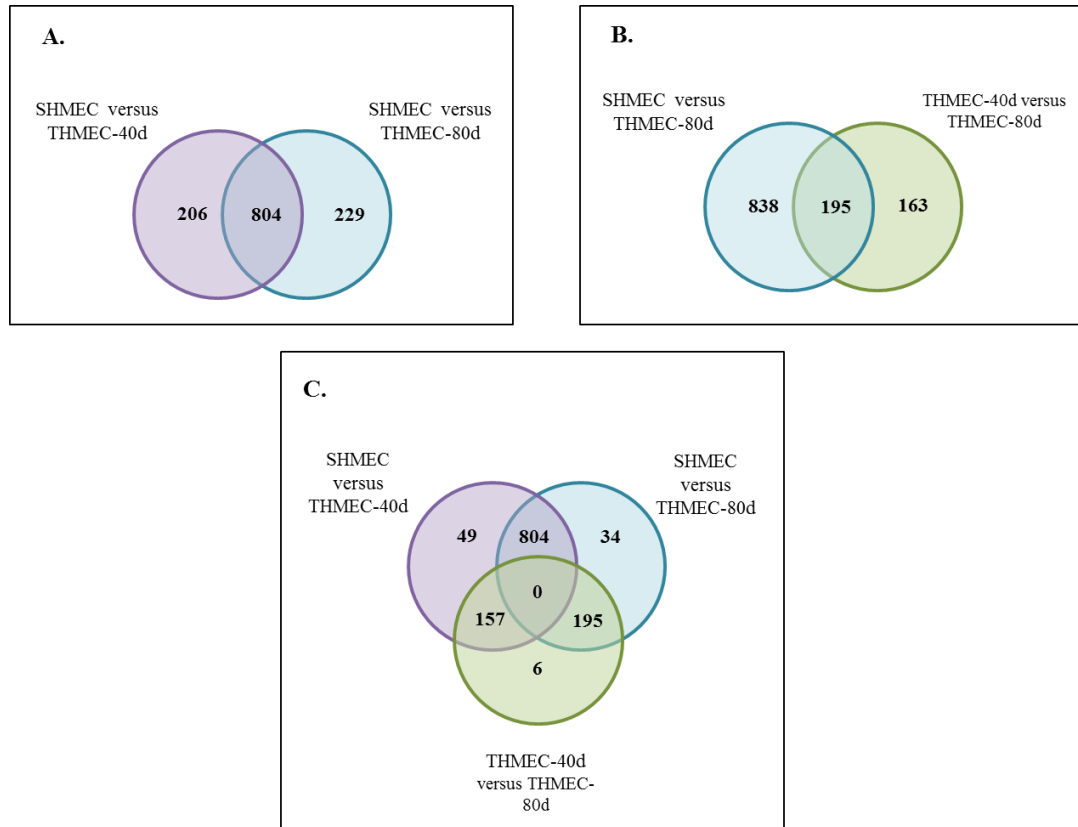 A.
SHMEC versus
THMEC-40d
SHMEC versus
THMEC-80d
206
804
229
B.
SHMEC versus
THMEC-80d
THMEC-40d versus
THMEC-80d
838
195
163
C.
SHMEC
versus
THMEC-40d
SHMEC
versus
THMEC-80d
49
804
34
0
157
195
6
THMEC-40d
versus THMEC-
80d